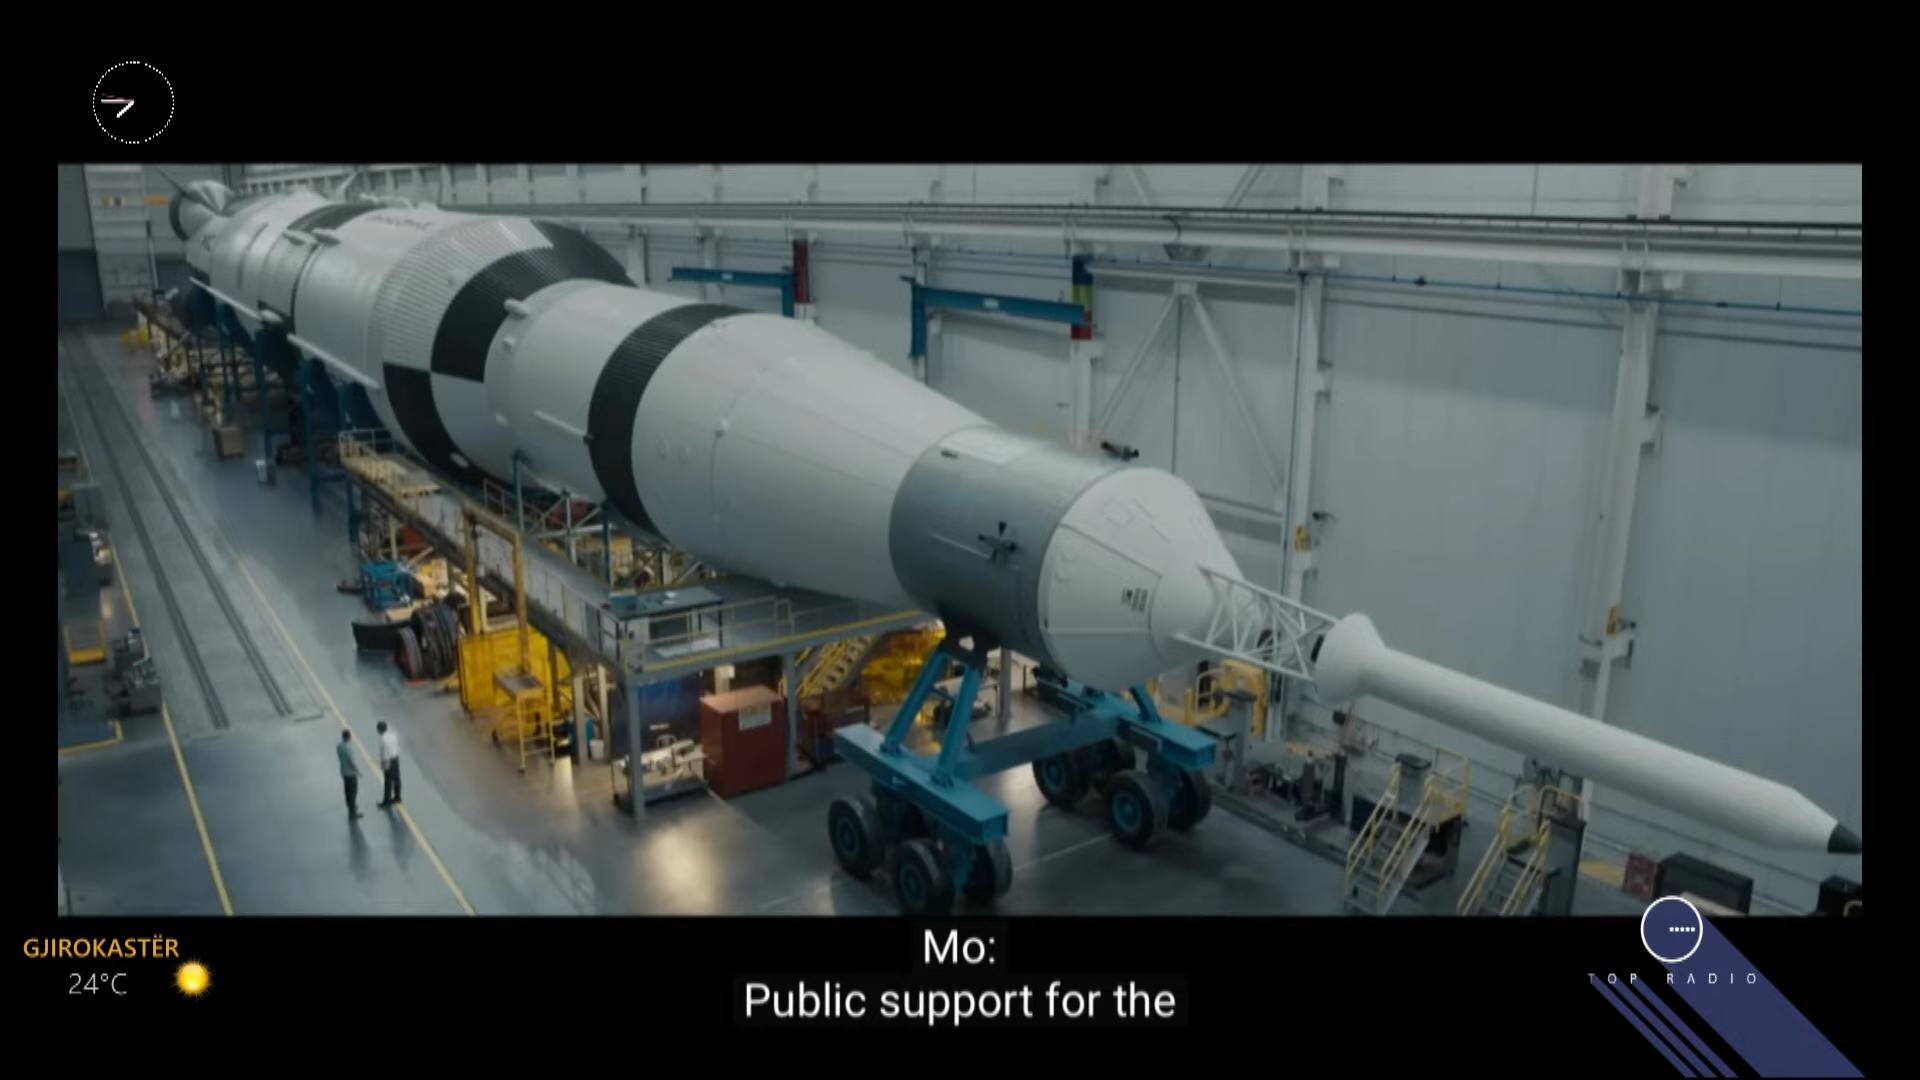 GJIROKASTËR
24°C
Mo:
Public support for the
TOP RADIO